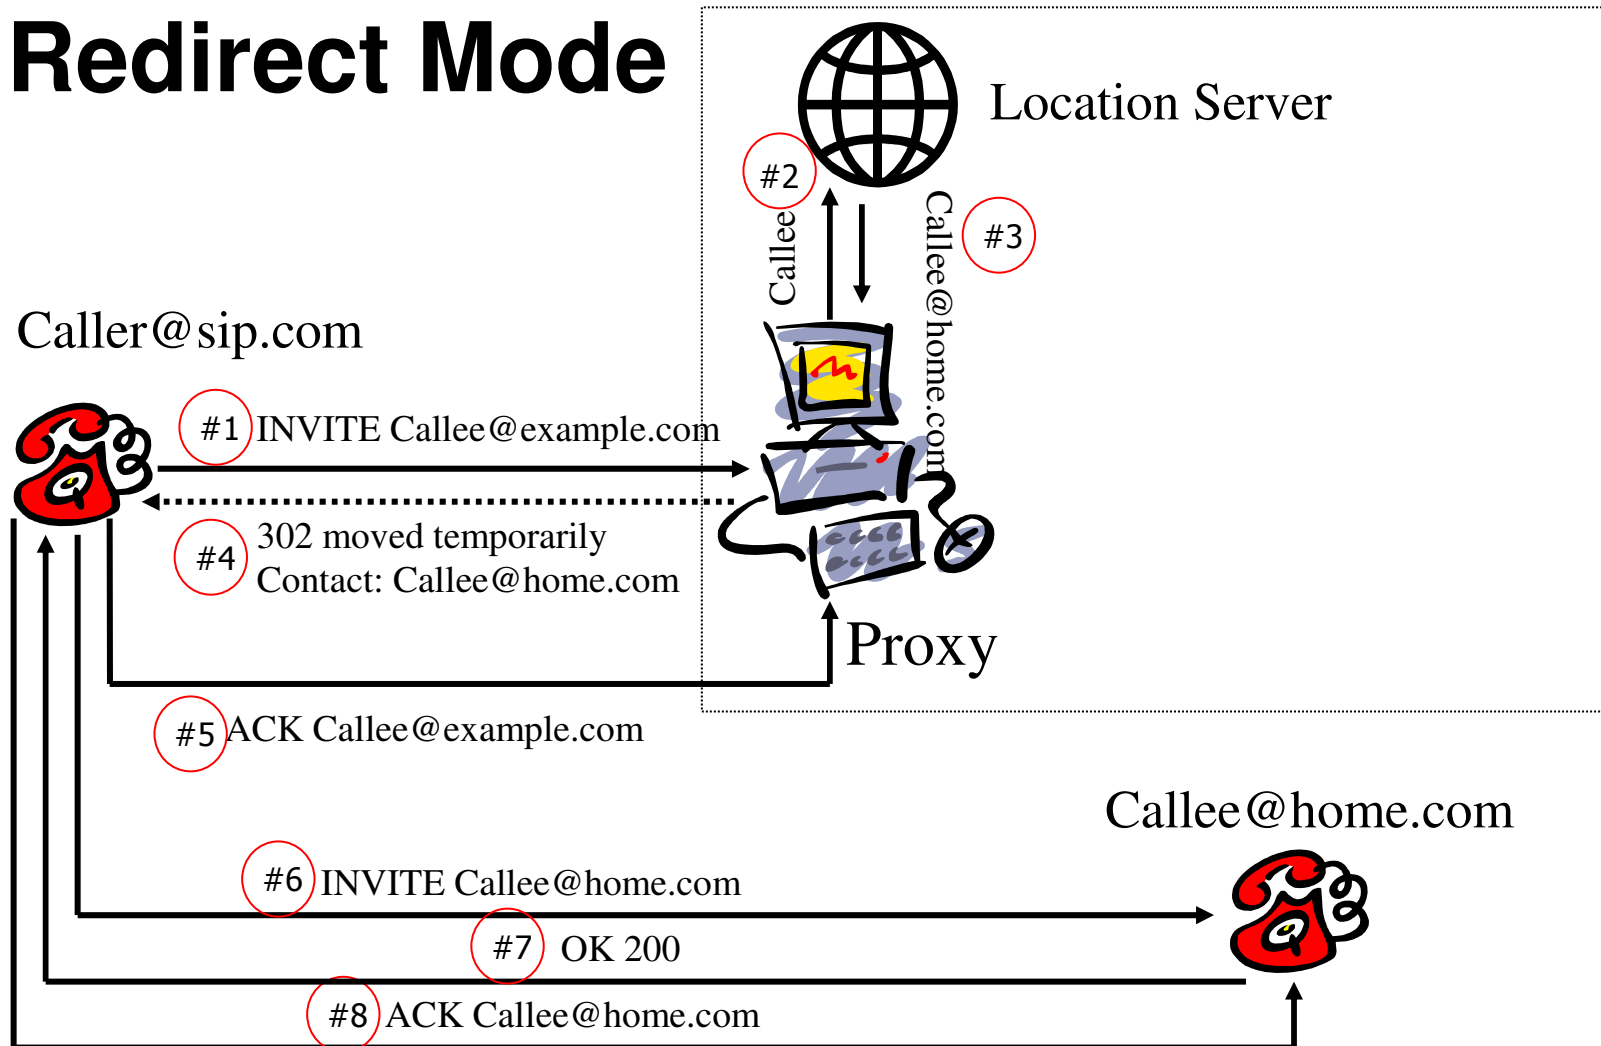 Redirect Mode
Location Server
#2
Callee
Callee@home.com
#3
Caller@sip.com
#1 INVITE Callee@example.com
#4 302 moved temporarily
Contact: Callee@home.com
Proxy
#5 ACK Callee@example.com
Callee@home.com
#6 INVITE Callee@home.com
#7 OK 200
#8 ACK Callee@home.com